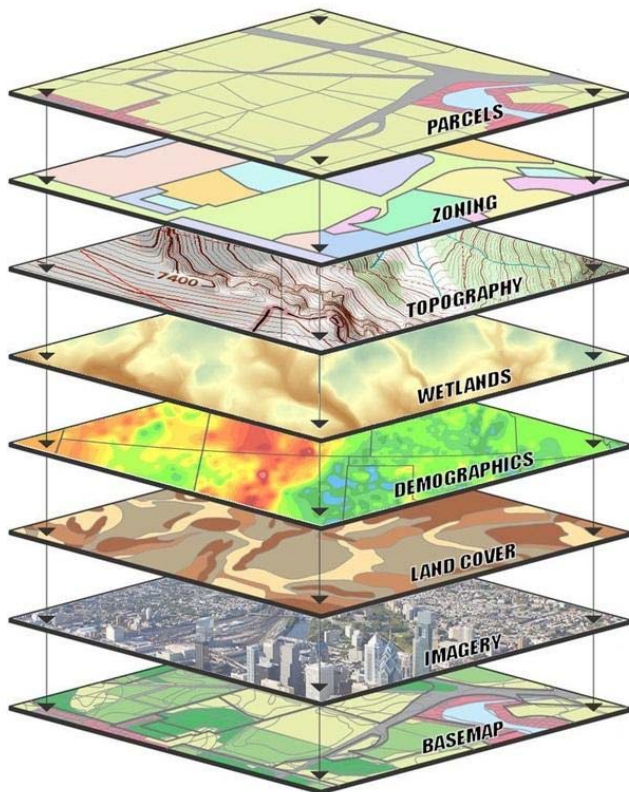 PARCELS
ZONING
7400
TOPOGRAPHY
WETLANDS
DEMOGRAPHICS
LAND COVER
IMAGERY
BASEMAP